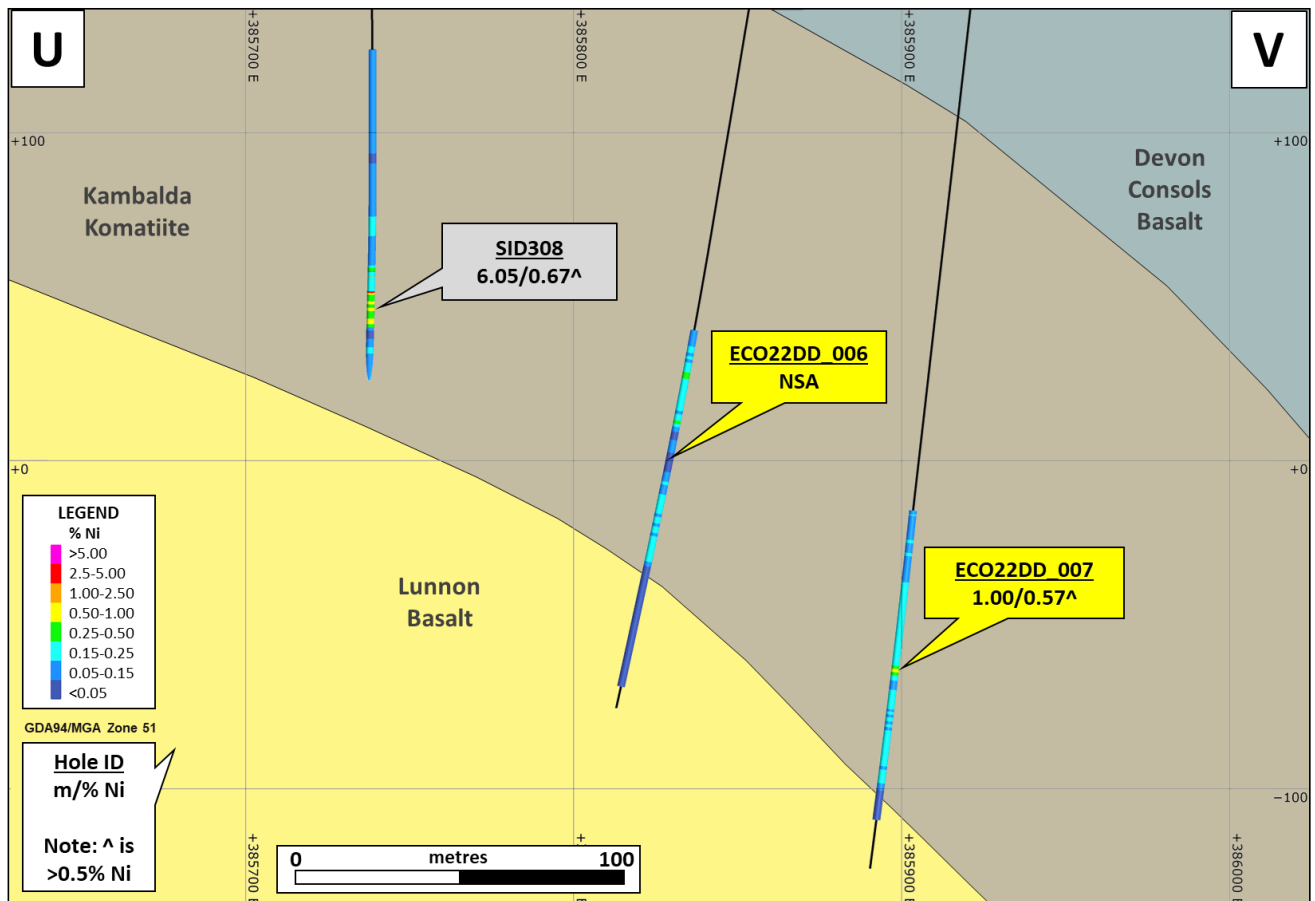 U
V
+385700 E
+385800 E
+385900 E
+100
+100
Kambalda
Komatiite
Devon
Consols
Basalt
SID308
6.05/0.67^
ECO22DD_006
NSA
+0
+0
LEGEND
% Ni
>5.00
2.5-5.00
1.00-2.50
0.50-1.00
0.25-0.50
0.15-0.25
0.05-0.15
<0.05
Lunnon
Basalt
ECO22DD_007
1.00/0.57^
GDA94/MGA Zone 51
Hole ID
m/% Ni
Note: ^ is
>0.5% Ni
−100
0 metres 100
+385700 E
+385900 E
+386000 E